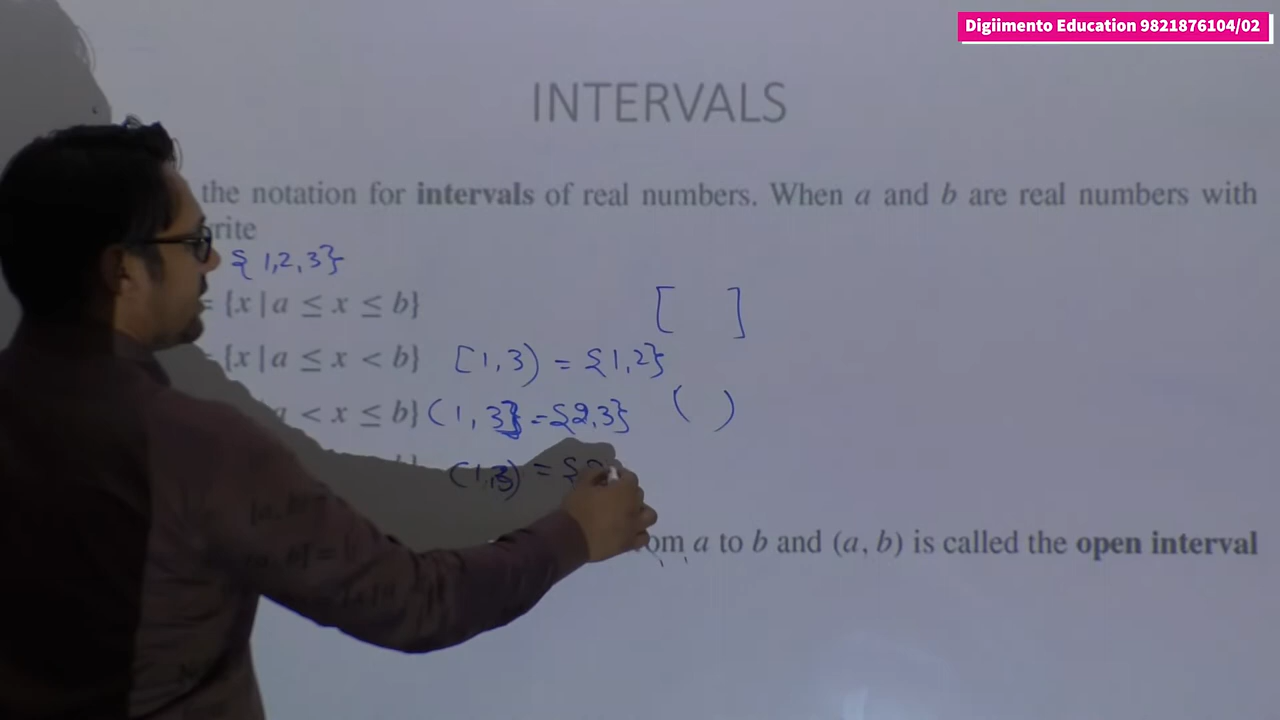 Digiimento Education 9821876104/02
INTERVALS
the notation for intervals of real numbers. When a and b are real numbers with
rite
{1,2,3}
= {x | a ≤ x ≤ b}
[ ]
{x | a ≤ x < b} [1,3) = {1,2}
a < x ≤ b} (1, 3] = {2,3} ( )
(1,3) = {2
om a to b and (a, b) is called the open interval